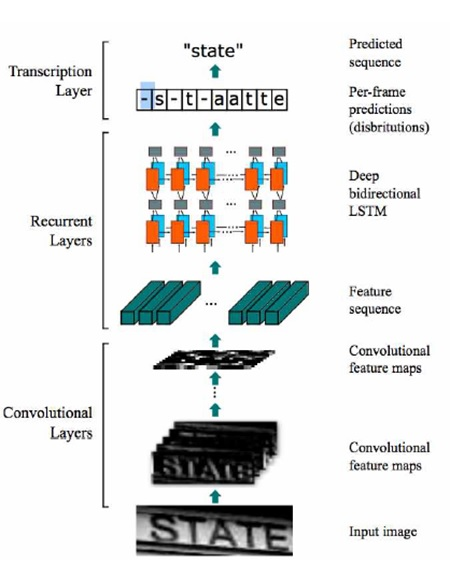 "state"
Predicted
sequence
Transcription
Layer
-s-t-aatte
Per-frame
predictions
(disbritutions)
Deep
bidirectional
LSTM
Recurrent
Layers
...
Feature
sequence
Convolutional
feature maps
Convolutional
Layers
STATE
Convolutional
feature maps
STATE
Input image